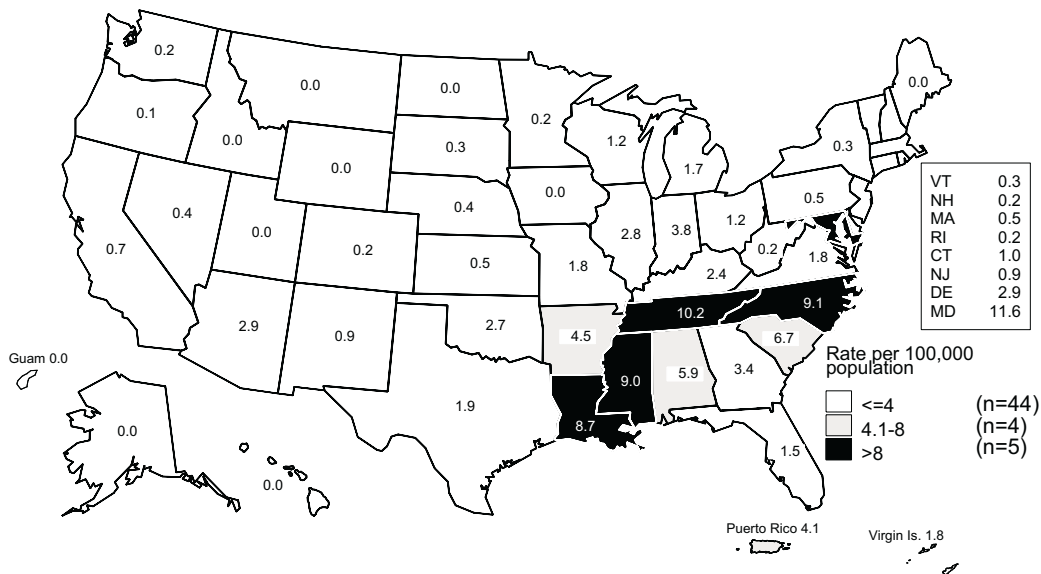 0.2
0.0
0.0
0.2
0.0
0.1
0.0
0.0
0.3
1.2
1.7
0.3
0.4
0.0
0.5
VT 0.3
NH 0.2
MA 0.5
RI 0.2
CT 1.0
NJ 0.9
DE 2.9
MD 11.6
0.7
0.4
0.0
0.2
0.5
1.8
2.8
3.8
1.2
0.2
1.8
2.4
2.9
0.9
2.7
4.5
10.2
9.1
6.7
Guam 0.0
1.9
8.7
9.0
5.9
3.4
1.5
0.0
0.0
Rate per 100,000
population
<=4 (n=44)
4.1-8 (n=4)
>8 (n=5)
Puerto Rico 4.1
Virgin Is. 1.8